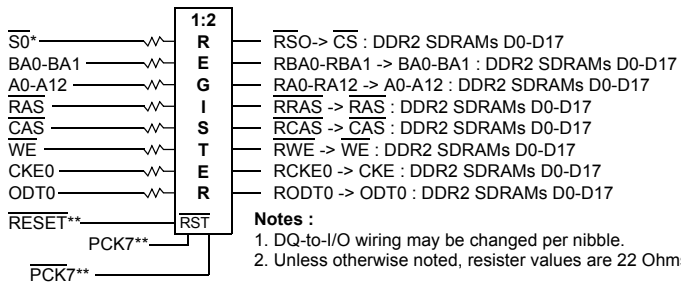 1:2
S0* R RSO-> CS : DDR2 SDRAMs D0-D17
BA0-BA1 E RBA0-RBA1 -> BA0-BA1 : DDR2 SDRAMs D0-D17
A0-A12 G RA0-RA12 -> A0-A12 : DDR2 SDRAMs D0-D17
RAS I RRAS -> RAS : DDR2 SDRAMs D0-D17
CAS S RCAS -> CAS : DDR2 SDRAMs D0-D17
WE T RWE -> WE : DDR2 SDRAMs D0-D17
CKE0 E RCKE0 -> CKE : DDR2 SDRAMs D0-D17
ODT0 R RODT0 -> ODT0 : DDR2 SDRAMs D0-D17
RESET** RST Notes :
PCK7** 1. DQ-to-I/O wiring may be changed per nibble.
2. Unless otherwise noted, resister values are 22 Ohm
PCK7**